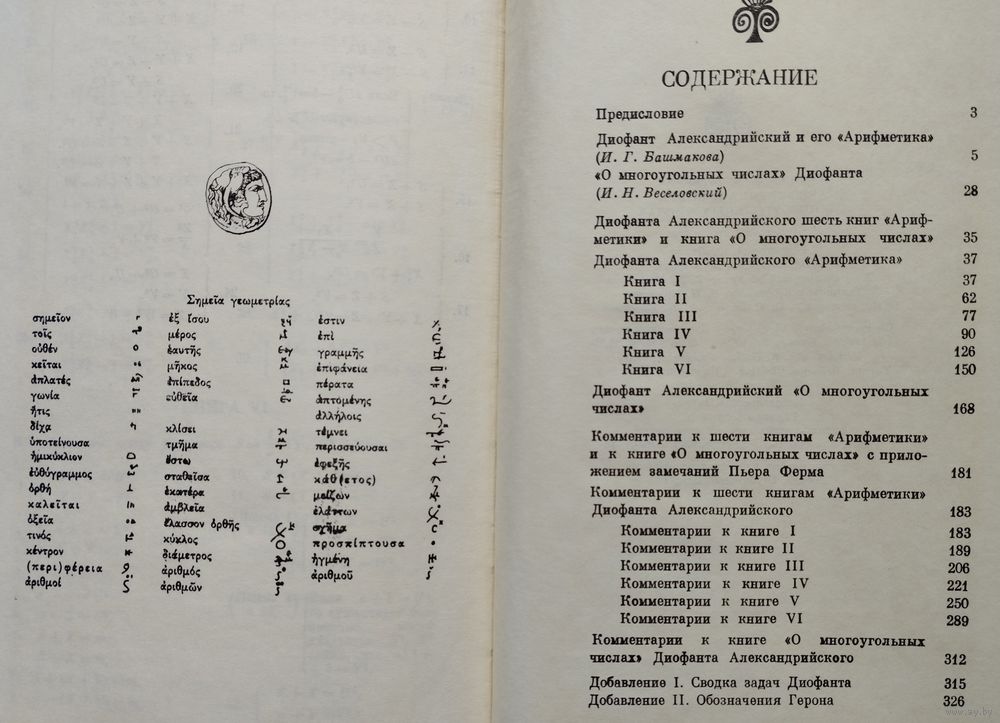 Σημεῖα γεωμετρίας
σημεῖον ἐξ ἴσου ἐστιν
τοῖς μέρος ἐπὶ
οὐθέν ἑαυτῆς γραμμῆς
κεῖται μῆκος ἐπιφάνεια
ἀπλατές ἐπίπεδος πέρατα
γωνία εὐθεῖα ἁπτομένης
ἥτις ἀλλήλοις
δίχα κλίσει τέμνει
ὑποτείνουσα τμῆμα περισσεύουσαι
ἡμικύκλιον ἔστω ἐφεξῆς
εὐθύγραμμος σταθεῖσα κάθ(ετος)
ὀρθή ἑκατέρα μείζων
καλεῖται ἀμβλεῖα ἐλάττων
ὀξεῖα ἔλασσον ὀρθῆς σχῆμα
τινός κύκλος προσπίπτουσα
κέντρον διάμετρος ἠγμένη
(περι)φέρεια ἀριθμός ἀριθμοῦ
ἀριθμοί ἀριθμῶν
СОДЕРЖАНИЕ
Предисловие 3
Диофант Александрийский и его «Арифметика»
(И. Г. Башмакова) 5
«О многоугольных числах» Диофанта
(И. Н. Веселовский) 28
Диофанта Александрийского шесть книг «Ариф-
метики» и книга «О многоугольных числах» 35
Диофанта Александрийского «Арифметика» 37
Книга I 37
Книга II 62
Книга III 77
Книга IV 90
Книга V 126
Книга VI 150
Диофант Александрийский «О многоугольных
числах» 168
Комментарии к шести книгам «Арифметики»
и к книге «О многоугольных числах» с прило-
жением замечаний Пьера Ферма 181
Комментарии к шести книгам «Арифметики»
Диофанта Александрийского 183
Комментарии к книге I 183
Комментарии к книге II 189
Комментарии к книге III 206
Комментарии к книге IV 221
Комментарии к книге V 250
Комментарии к книге VI 289
Комментарии к книге «О многоугольных
числах» Диофанта Александрийского 312
Добавление I. Сводка задач Диофанта 315
Добавление II. Обозначения Герона 326
www.ay.by